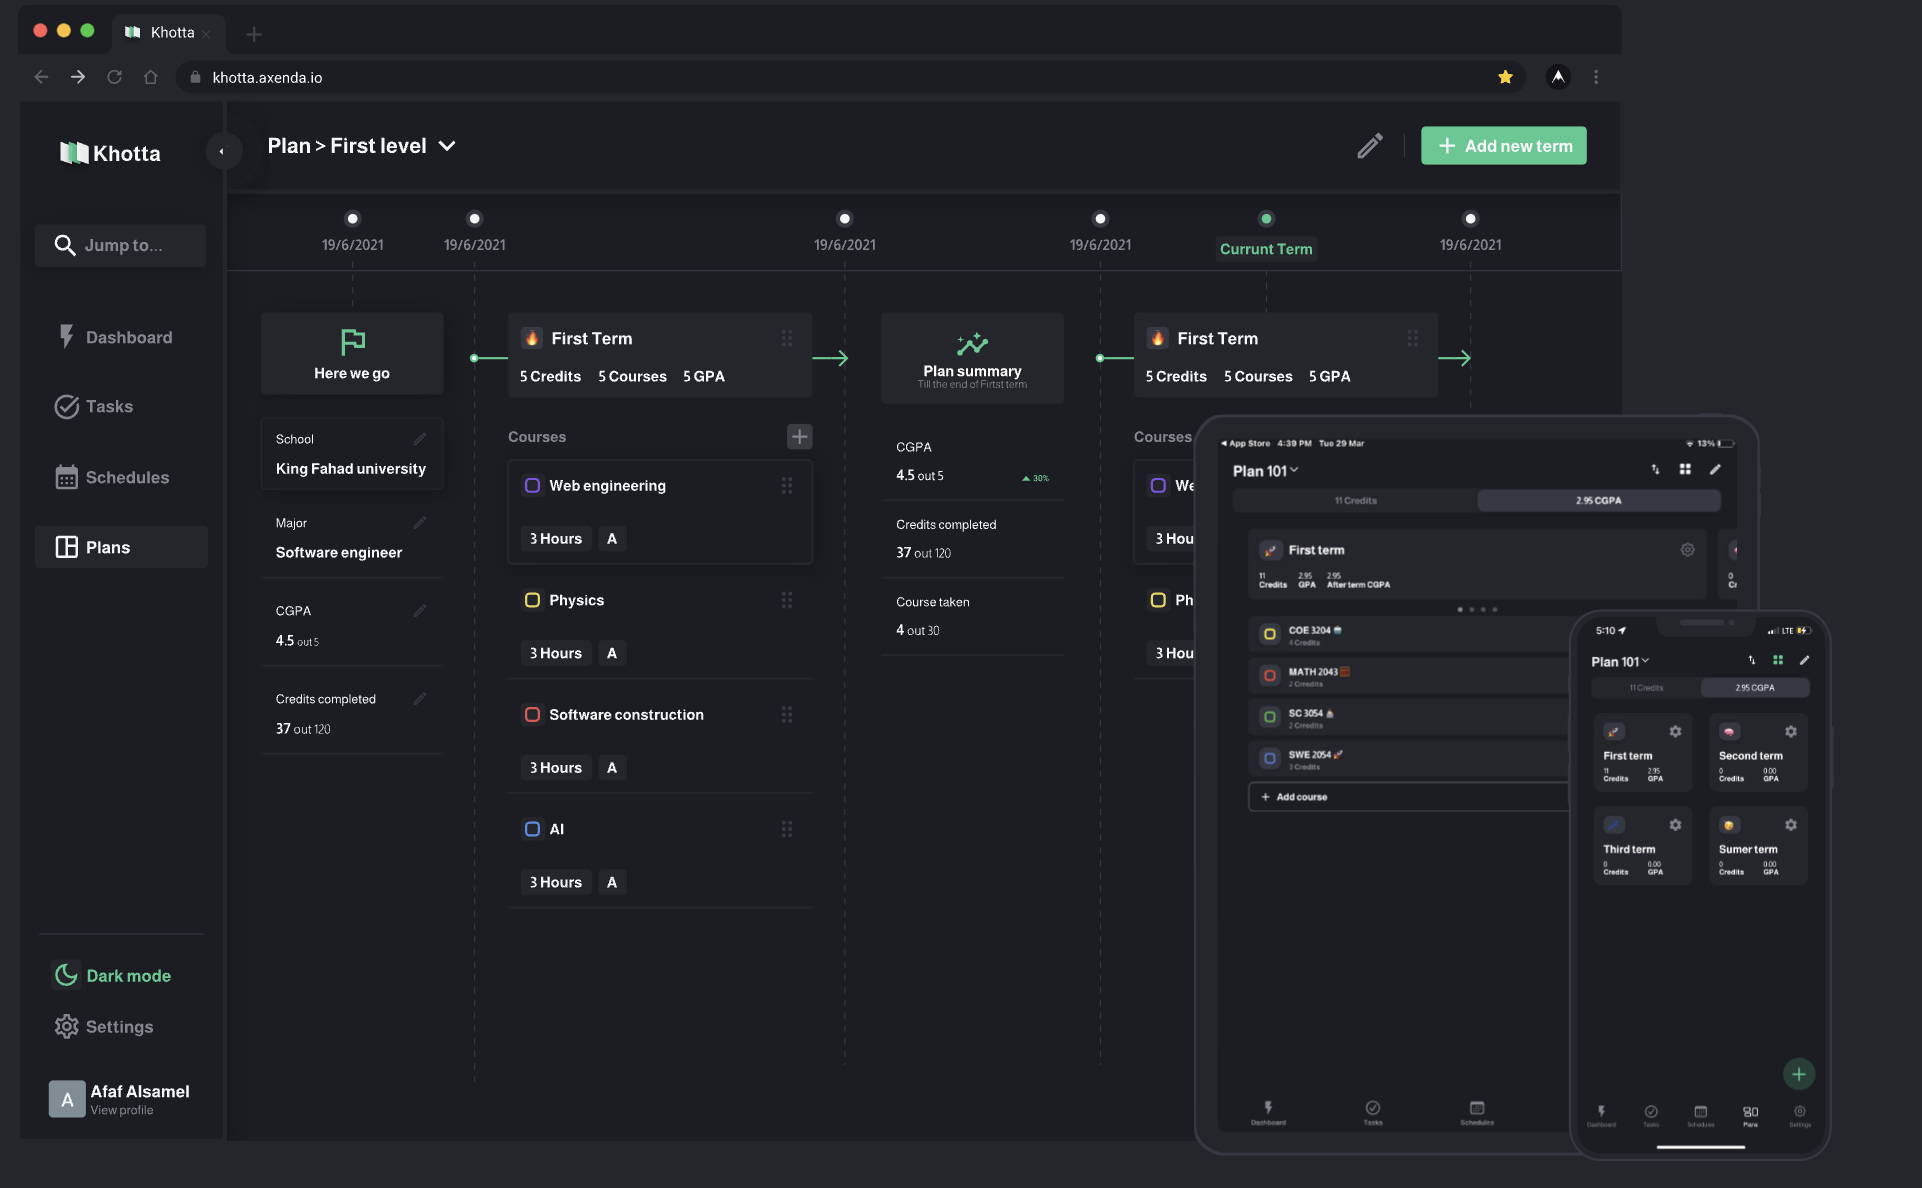 Khotta
khotta.axenda.io
Khotta
Plan > First level
Add new term
Jump to...
19/6/2021
19/6/2021
19/6/2021
19/6/2021
Currunt Term
19/6/2021
Dashboard
Tasks
Schedules
Plans
Dark mode
Settings
A
Afaf Alsamel
View profile
Here we go
School
King Fahad university
Major
Software engineer
CGPA
4.5 out 5
Credits completed
37 out 120
First Term
5 Credits 5 Courses 5 GPA
Courses
Web engineering
3 Hours A
Physics
3 Hours A
Software construction
3 Hours A
AI
3 Hours A
Plan summary
Till the end of Firtst term
CGPA
4.5 out 5
30%
Credits completed
37 out 120
Course taken
4 out 30
First Term
5 Credits 5 Courses 5 GPA
Courses
We
3 Hou
Ph
3 Hou
App Store 4:39 PM Tue 29 Mar
13%
Plan 101
11 Credits
2.95 CGPA
First term
11 2.95 2.95
Credits GPA After term CGPA
0
Cr
COE 3204
4 Credits
MATH 2043
2 Credits
SC 3054
2 Credits
SWE 2054
3 Credits
Add course
Dashboard
Tasks
Schedules
5:10
LTE
Plan 101
11 Credits
2.95 CGPA
First term
11 2.95
Credits GPA
Second term
0 0.00
Credits GPA
Third term
0 0.00
Credits GPA
Sumer term
0 0.00
Credits GPA
Dashboard
Tasks
Schedules
Plans
Settings